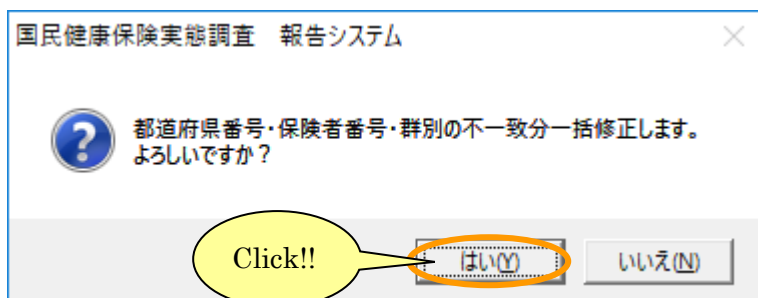 国民健康保険実態調査　報告システム
都道府県番号・保険者番号・群別の不一致分一括修正します。
よろしいですか？
Click!!
はい(Y)
いいえ(N)